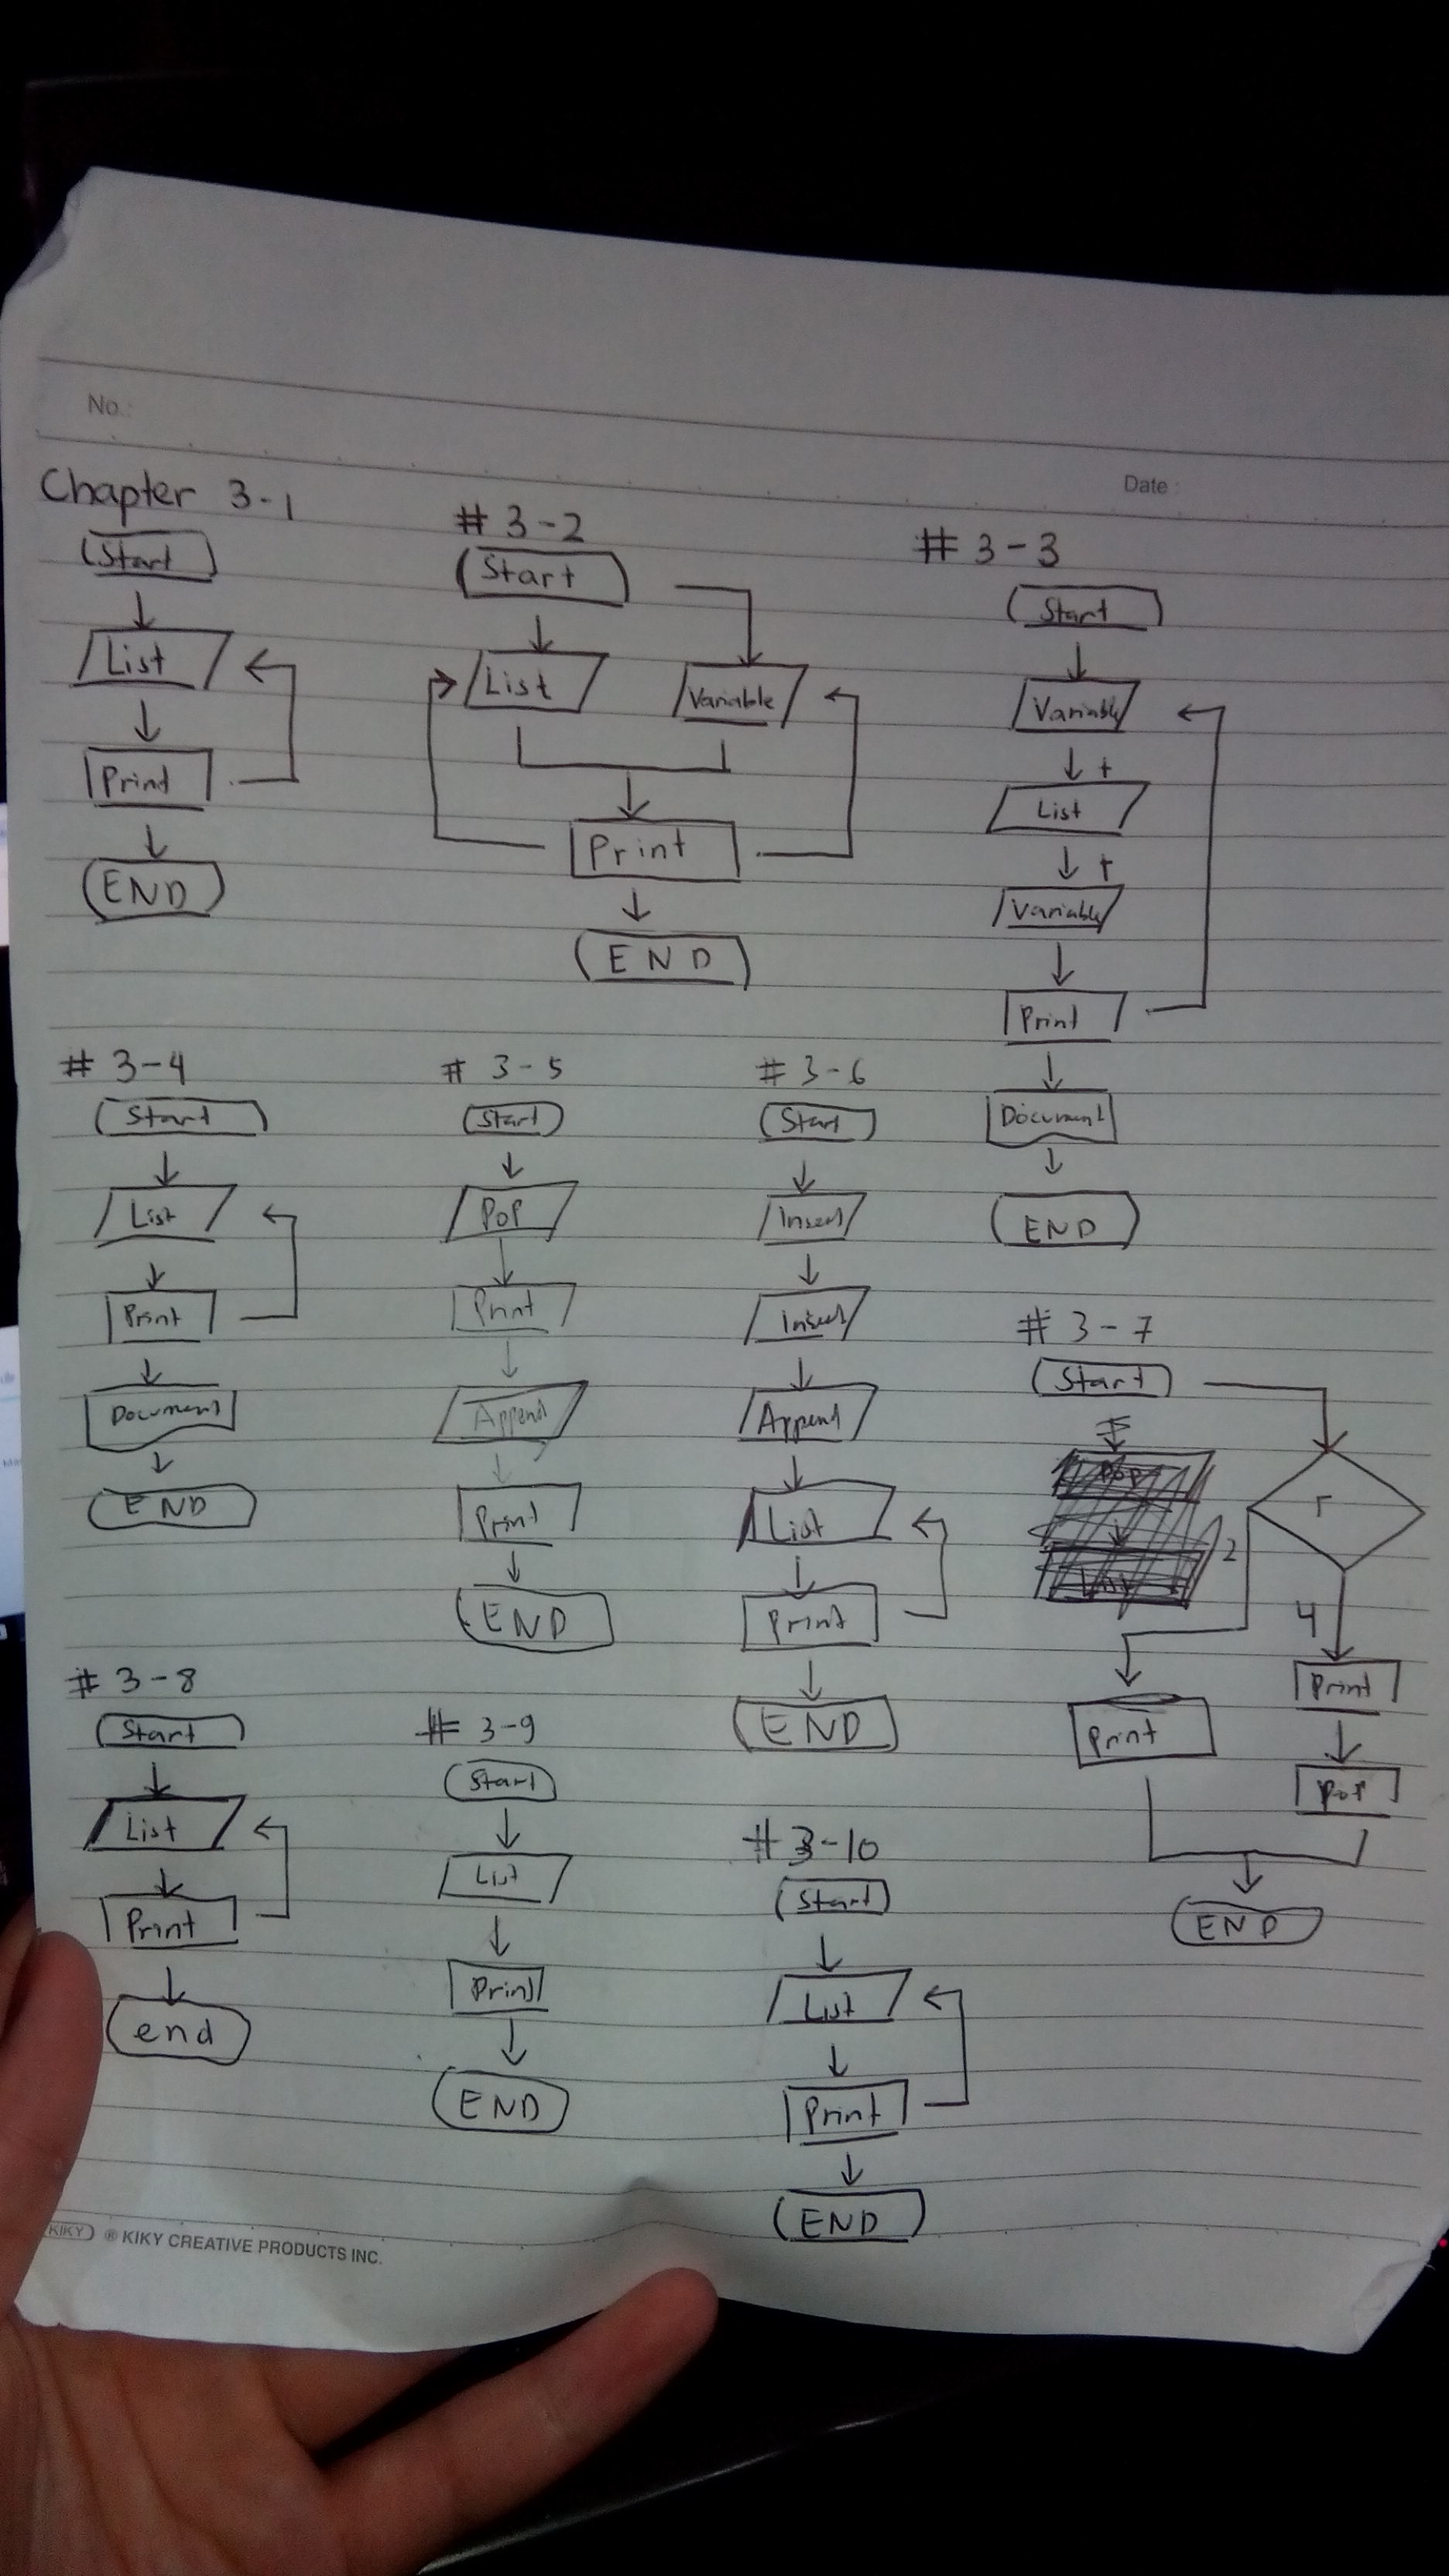 No.:
Date :
Chapter 3-1
Start
List
Print
END
# 3-2
Start
List
Variable
Print
END
# 3-3
Start
Variable
+
List
+
Variable
Print
Document
END
# 3-4
Start
List
Print
Document
END
# 3-5
Start
Pop
Print
Append
Print
END
# 3-6
Start
Insert
Insert
Append
List
Print
END
# 3-7
Start
2
4
Print
Print
Pop
END
# 3-8
Start
List
Print
end
# 3-9
Start
List
Print
END
# 3-10
Start
List
Print
END
KIKY ® KIKY CREATIVE PRODUCTS INC.